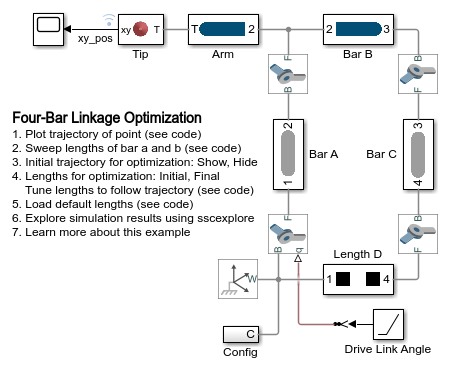 xy T
T 2
2 3
xy_pos
Tip
Arm
Bar B
F
B
B
F
2
1
Bar A
Bar C
3
4
Four-Bar Linkage Optimization
1. Plot trajectory of point (see code)
2. Sweep lengths of bar a and b (see code)
3. Initial trajectory for optimization: Show, Hide
4. Lengths for optimization: Initial, Final
Tune lengths to follow trajectory (see code)
5. Load default lengths (see code)
6. Explore simulation results using sscexplore
7. Learn more about this example
F
B
q
B
F
Length D
W
1 4
C
Config
Drive Link Angle